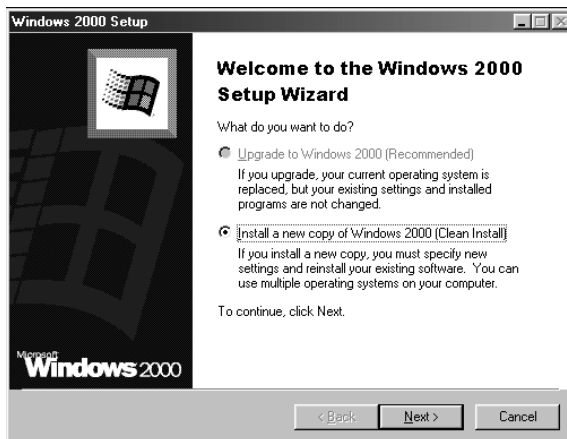 Windows 2000 Setup
Welcome to the Windows 2000
Setup Wizard
What do you want to do?
Upgrade to Windows 2000 (Recommended)
If you upgrade, your current operating system is
replaced, but your existing settings and installed
programs are not changed.
Install a new copy of Windows 2000 (Clean Install)
If you install a new copy, you must specify new
settings and reinstall your existing software. You can
use multiple operating systems on your computer.
To continue, click Next.
Microsoft
Windows 2000
< Back
Next >
Cancel